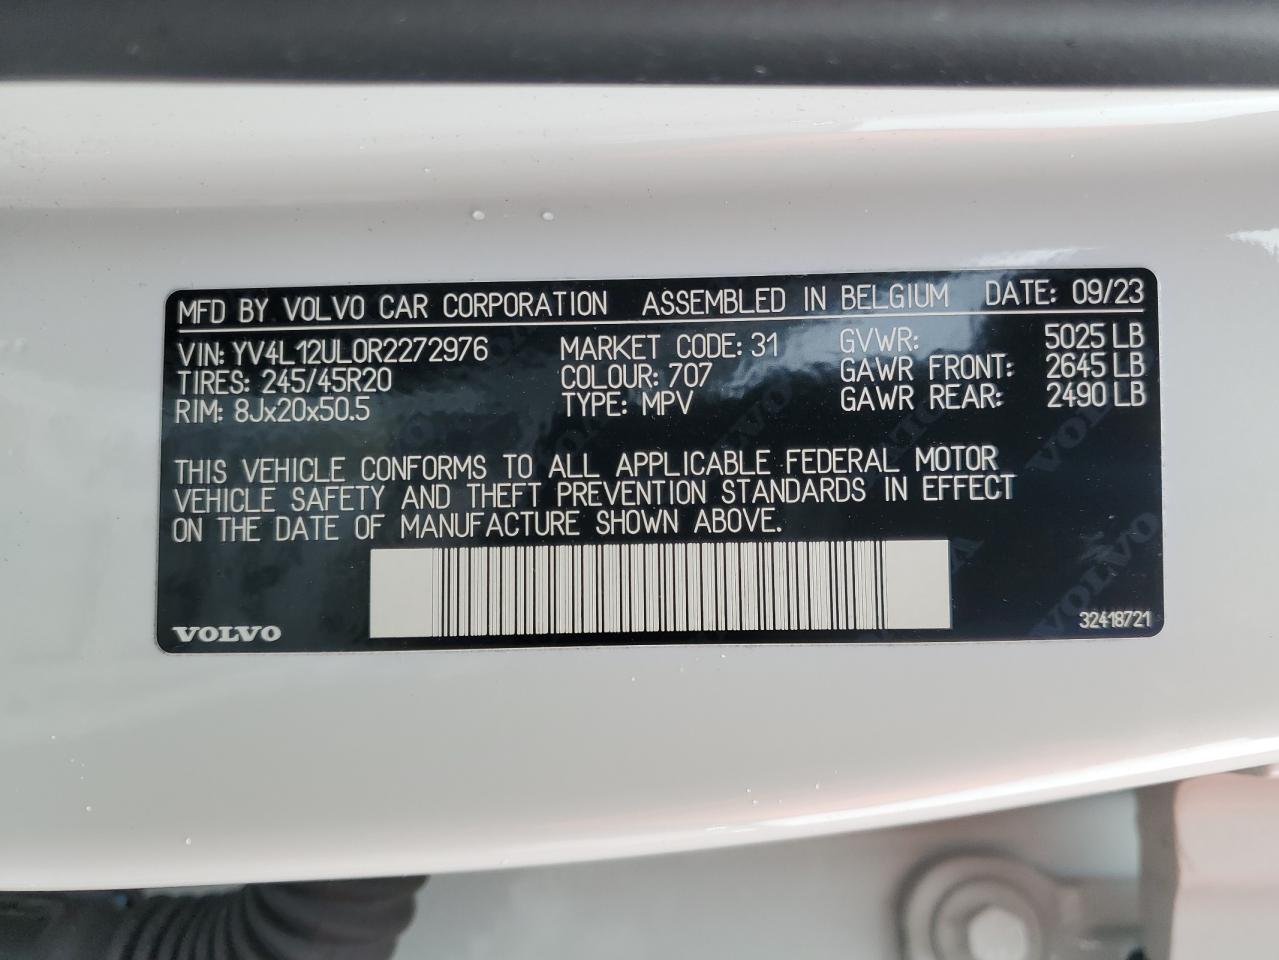 MFD BY VOLVO CAR CORPORATION ASSEMBLED IN BELGIUM DATE: 09/23
VIN: YV4L12UL0R2272976 MARKET CODE: 31 GVWR: 5025 LB
TIRES: 245/45R20 COLOUR: 707 GAWR FRONT: 2645 LB
RIM: 8Jx20x50.5 TYPE: MPV GAWR REAR: 2490 LB
THIS VEHICLE CONFORMS TO ALL APPLICABLE FEDERAL MOTOR
VEHICLE SAFETY AND THEFT PREVENTION STANDARDS IN EFFECT
ON THE DATE OF MANUFACTURE SHOWN ABOVE.
VOLVO 32418721